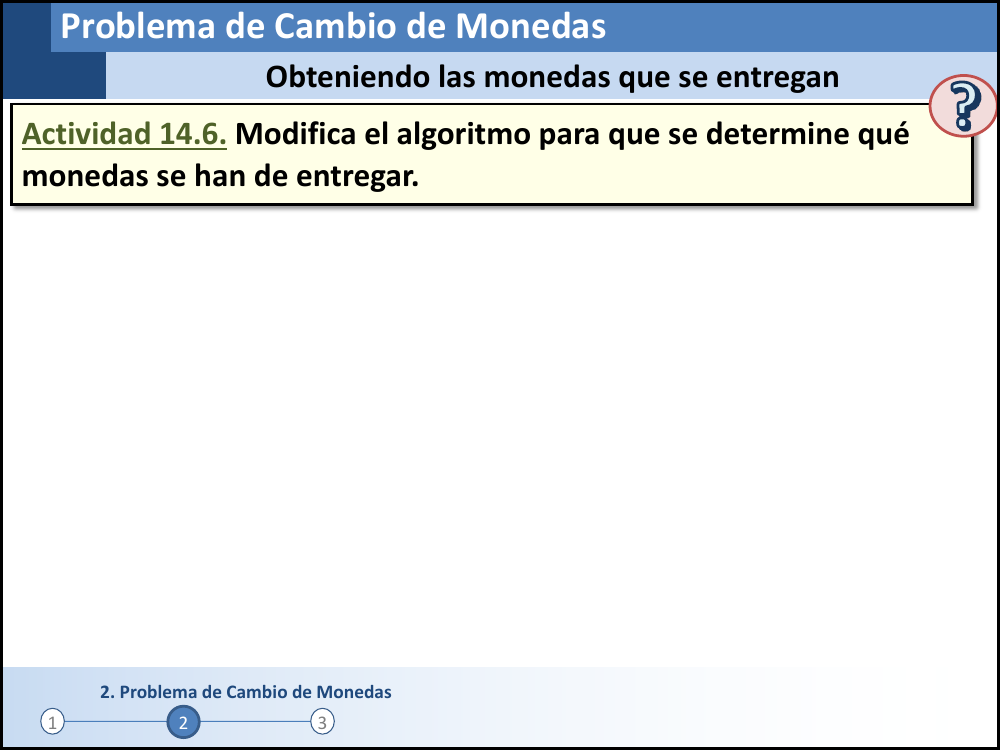 Problema de Cambio de Monedas
Obteniendo las monedas que se entregan
?
Actividad 14.6. Modifica el algoritmo para que se determine qué
monedas se han de entregar.
2. Problema de Cambio de Monedas
1 2 3